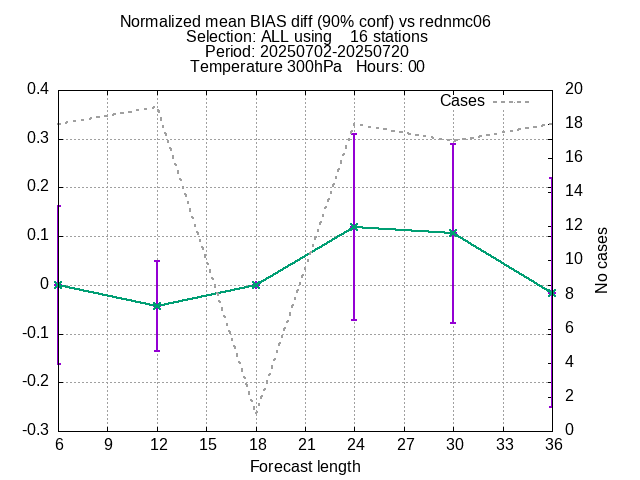 Normalized mean BIAS diff (90% conf) vs rednmc06
Selection: ALL using    16 stations
Period: 20250702-20250720
Temperature 300hPa   Hours: 00
Cases
0.4
0.3
0.2
0.1
0
-0.1
-0.2
-0.3
20
18
16
14
12
10
8
6
4
2
0
No cases
6 9 12 15 18 21 24 27 30 33 36
Forecast length